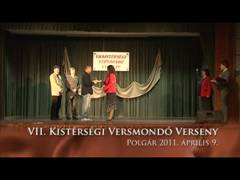 VII. Kistérségi Versmondó Verseny
Polgár 2011. április 9.